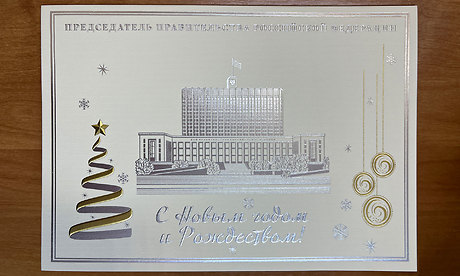 ПРЕДСЕДАТЕЛЬ ПРАВИТЕЛЬСТВА РОССИЙСКОЙ ФЕДЕРАЦИИ
С Новым годом
и Рождеством!